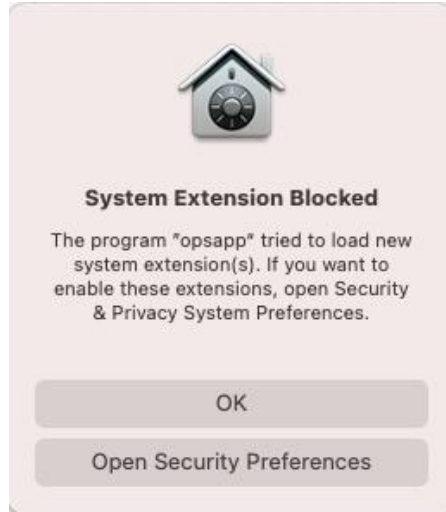 System Extension Blocked
The program "opsapp" tried to load new
system extension(s). If you want to
enable these extensions, open Security
& Privacy System Preferences.
OK
Open Security Preferences